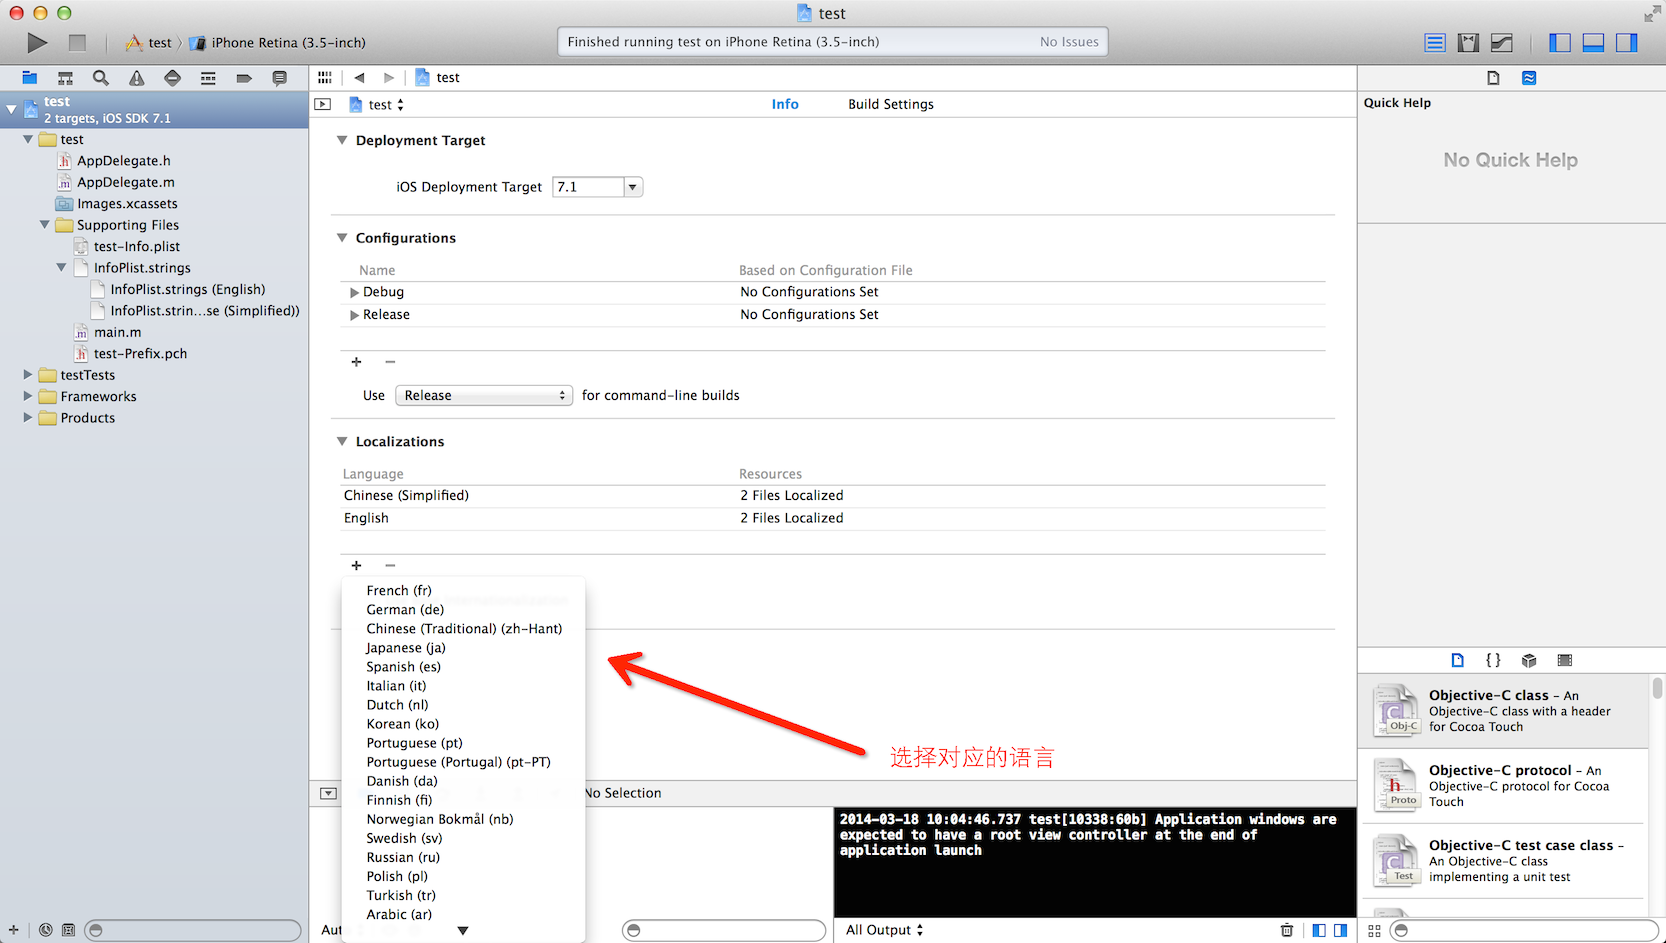 test
test
iPhone Retina (3.5-inch)
Finished running test on iPhone Retina (3.5-inch)
No Issues
test
2 targets, iOS SDK 7.1
test
AppDelegate.h
AppDelegate.m
Images.xcassets
Supporting Files
test-Info.plist
InfoPlist.strings
InfoPlist.strings (English)
InfoPlist.strin...se (Simplified))
main.m
test-Prefix.pch
testTests
Frameworks
Products
test
test
Info
Build Settings
Deployment Target
iOS Deployment Target
7.1
Configurations
Name
Based on Configuration File
Debug
No Configurations Set
Release
No Configurations Set
+ −
Use
Release
for command-line builds
Localizations
Language
Resources
Chinese (Simplified)
2 Files Localized
English
2 Files Localized
+ −
French (fr)
German (de)
Chinese (Traditional) (zh-Hant)
Japanese (ja)
Spanish (es)
Italian (it)
Dutch (nl)
Korean (ko)
Portuguese (pt)
Portuguese (Portugal) (pt-PT)
Danish (da)
Finnish (fi)
Norwegian Bokmål (nb)
Swedish (sv)
Russian (ru)
Polish (pl)
Turkish (tr)
Arabic (ar)
选择对应的语言
No Selection
Aut
2014-03-18 10:04:46.737 test[10338:60b] Application windows are
expected to have a root view controller at the end of
application launch
All Output
Quick Help
No Quick Help
{ }
Objective-C class - An
Objective-C class with a header
for Cocoa Touch
Obj-C
Objective-C protocol - An
Objective-C protocol for Cocoa
Touch
Proto
Objective-C test case class -
An Objective-C class
implementing a unit test
Test